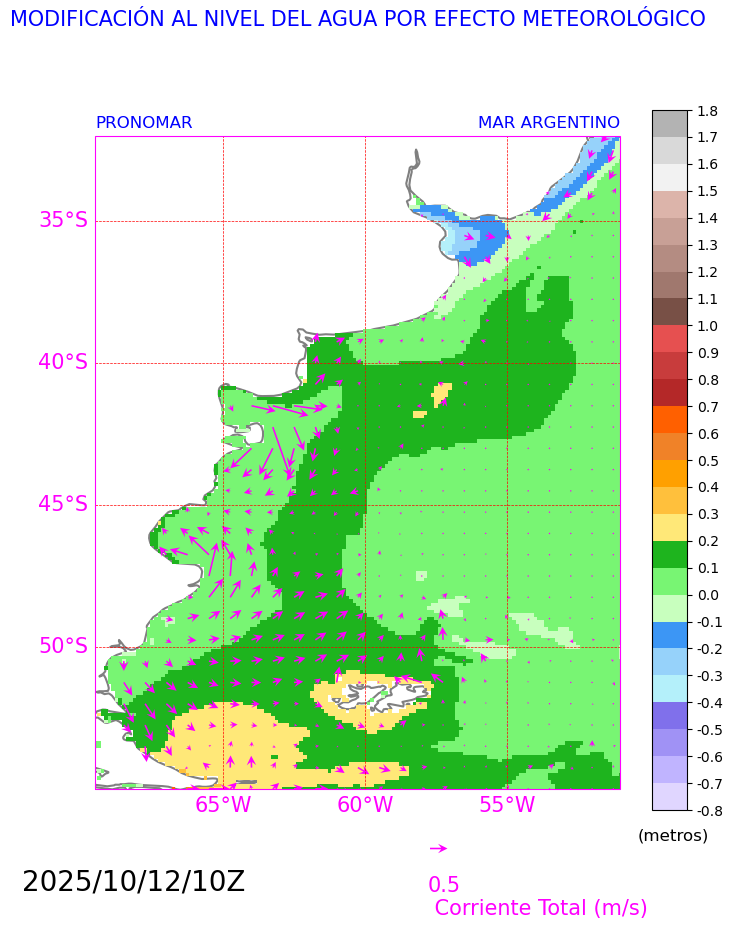 MODIFICACIÓN AL NIVEL DEL AGUA POR EFECTO METEOROLÓGICO
PRONOMAR MAR ARGENTINO
35°S
40°S
45°S
50°S
65°W 60°W 55°W
1.8
1.7
1.6
1.5
1.4
1.3
1.2
1.1
1.0
0.9
0.8
0.7
0.6
0.5
0.4
0.3
0.2
0.1
0.0
-0.1
-0.2
-0.3
-0.4
-0.5
-0.6
-0.7
-0.8
(metros)
2025/10/12/10Z
0.5
Corriente Total (m/s)